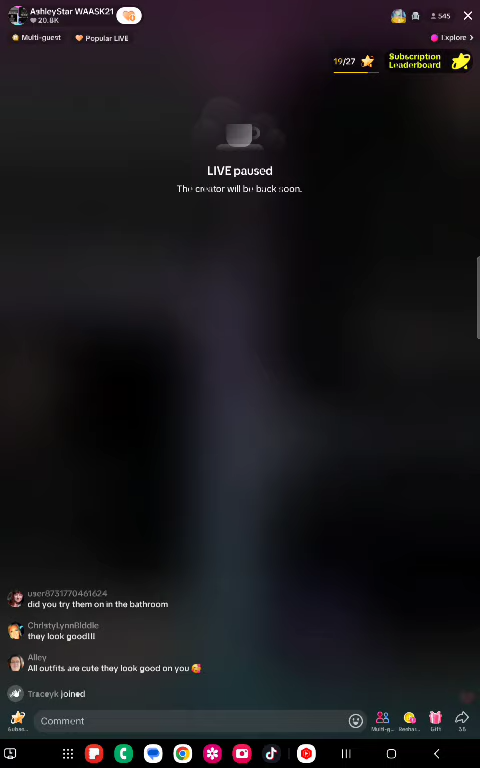 AshleyStar WAASK21
20.8K
545
Multi-guest
Popular LIVE
Explore >
19/27
Subscription
Leaderboard
LIVE paused
The creator will be back soon.
user8731770461624
did you try them on in the bathroom
ChristyLynnBiddle
they look good!!!
Alley
All outfits are cute they look good on you 🥰
Traceyk joined
Comment
Multi-g...
Gift